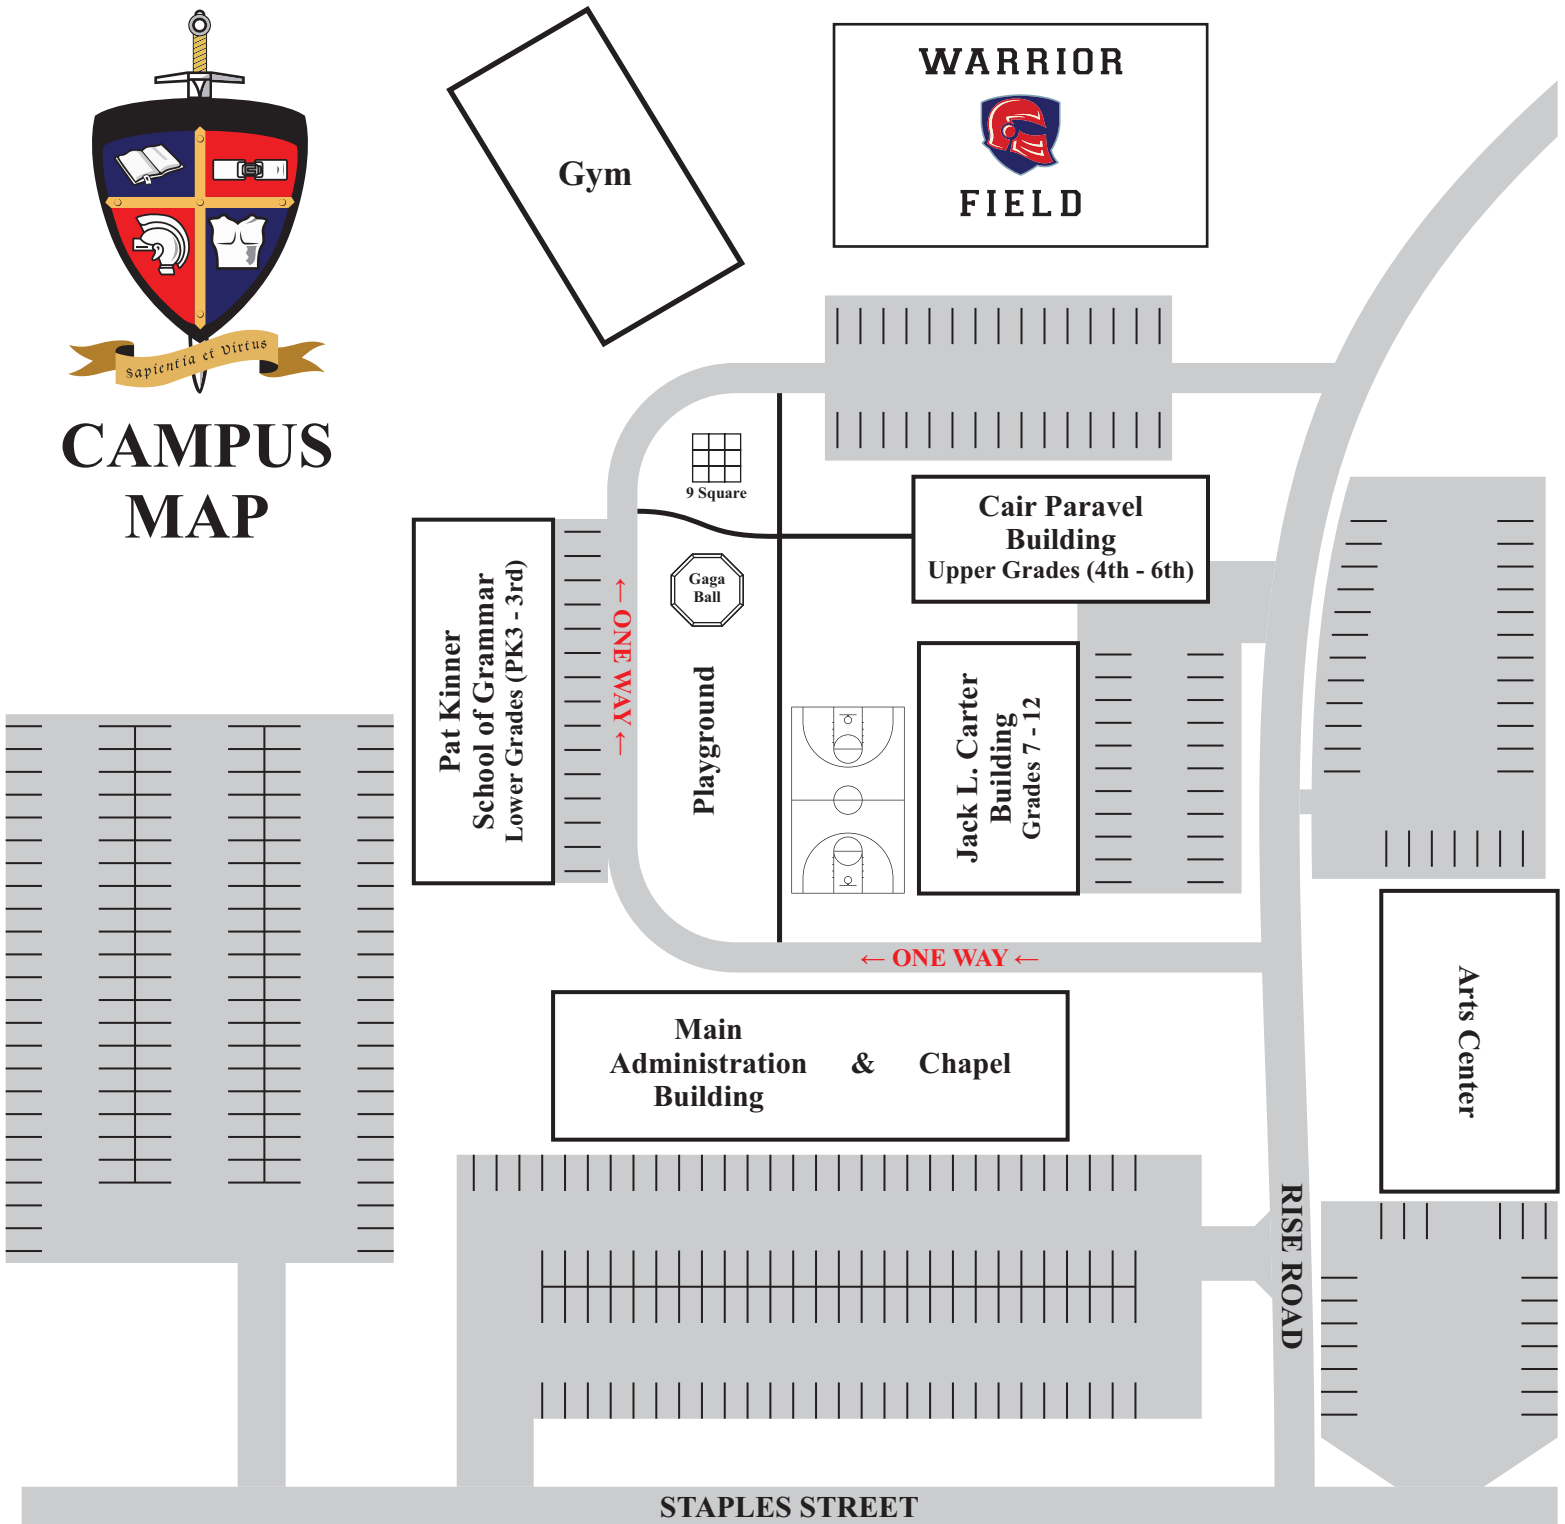 Sapientia et Virtus
CAMPUS
MAP
Gym
WARRIOR
FIELD
9 Square
Gaga
Ball
Playground
Cair Paravel
Building
Upper Grades (4th - 6th)
Pat Kinner
School of Grammar
Lower Grades (PK3 - 3rd)
← ONE WAY ←
Jack L. Carter
Building
Grades 7 - 12
← ONE WAY ←
Main
Administration & Chapel
Building
Arts Center
RISE ROAD
STAPLES STREET